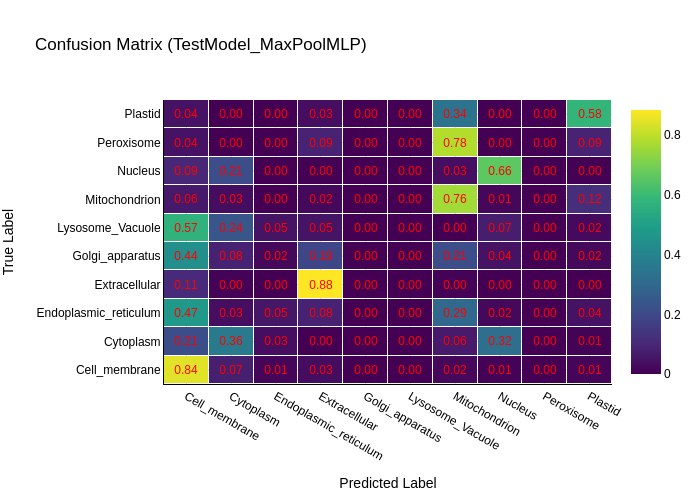 Confusion Matrix (TestModel_MaxPoolMLP)
Plastid 0.04 0.00 0.00 0.03 0.00 0.00 0.34 0.00 0.00 0.58
Peroxisome 0.04 0.00 0.00 0.09 0.00 0.00 0.78 0.00 0.00 0.09
Nucleus 0.09 0.21 0.00 0.00 0.00 0.00 0.03 0.66 0.00 0.00
Mitochondrion 0.06 0.03 0.00 0.02 0.00 0.00 0.76 0.01 0.00 0.12
Lysosome_Vacuole 0.57 0.24 0.05 0.05 0.00 0.00 0.00 0.07 0.00 0.02
Golgi_apparatus 0.44 0.08 0.02 0.00 0.00 0.04 0.00 0.02
Extracellular 0.11 0.00 0.00 0.88 0.00 0.00 0.00 0.00 0.00 0.00
Endoplasmic_reticulum 0.47 0.03 0.05 0.08 0.00 0.00 0.29 0.02 0.00 0.04
Cytoplasm 0.21 0.36 0.03 0.00 0.00 0.00 0.06 0.32 0.00 0.01
Cell_membrane 0.84 0.07 0.01 0.03 0.00 0.00 0.02 0.01 0.00 0.01
Cell_membrane Cytoplasm Endoplasmic_reticulum Extracellular Golgi_apparatus Lysosome_Vacuole Mitochondrion Nucleus Peroxisome Plastid
Predicted Label
True Label
0.8
0.6
0.4
0.2
0